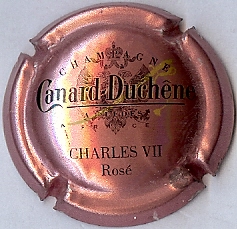 CHAMPAGNE
Canard-Duchêne
FRANCE
CHARLES VII
Rosé